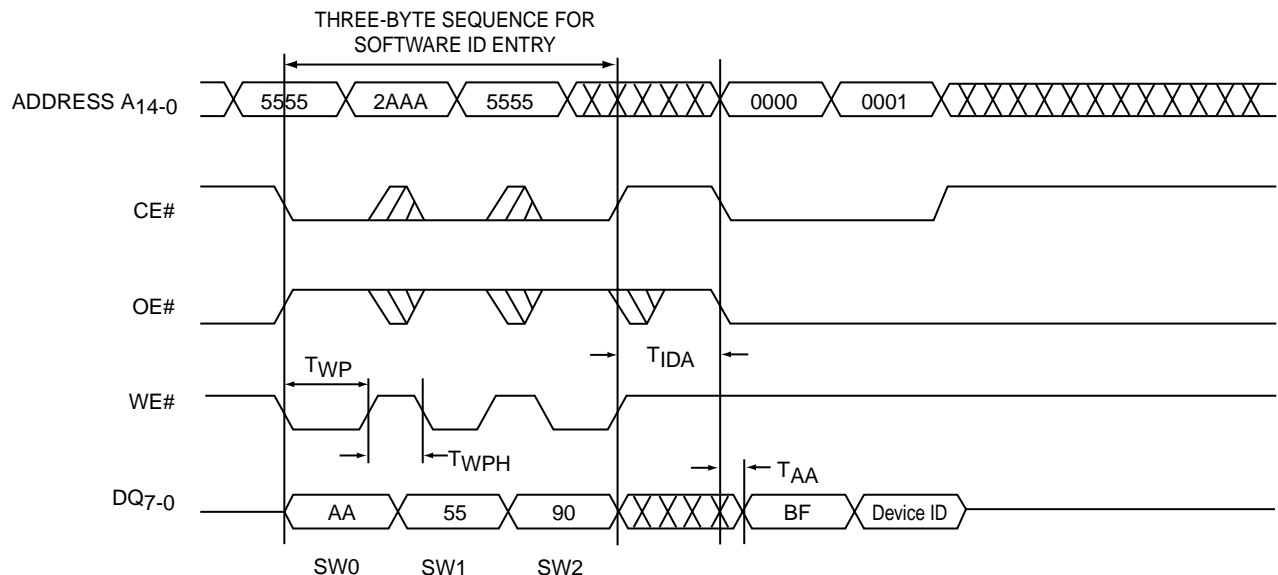 THREE-BYTE SEQUENCE FOR
SOFTWARE ID ENTRY
ADDRESS A14-0
5555
2AAA
5555
0000
0001
CE#
OE#
TIDA
TWP
WE#
TWPH
TAA
DQ7-0
AA
55
90
BF
Device ID
SW0
SW1
SW2